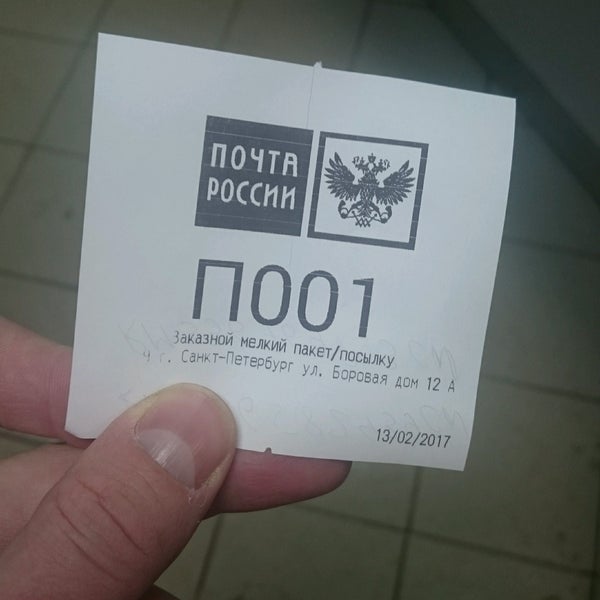 ПОЧТА
РОССИИ
П001
Заказной мелкий пакет/посылку
г. Санкт-Петербург ул. Боровая дом 12 А
13/02/2017